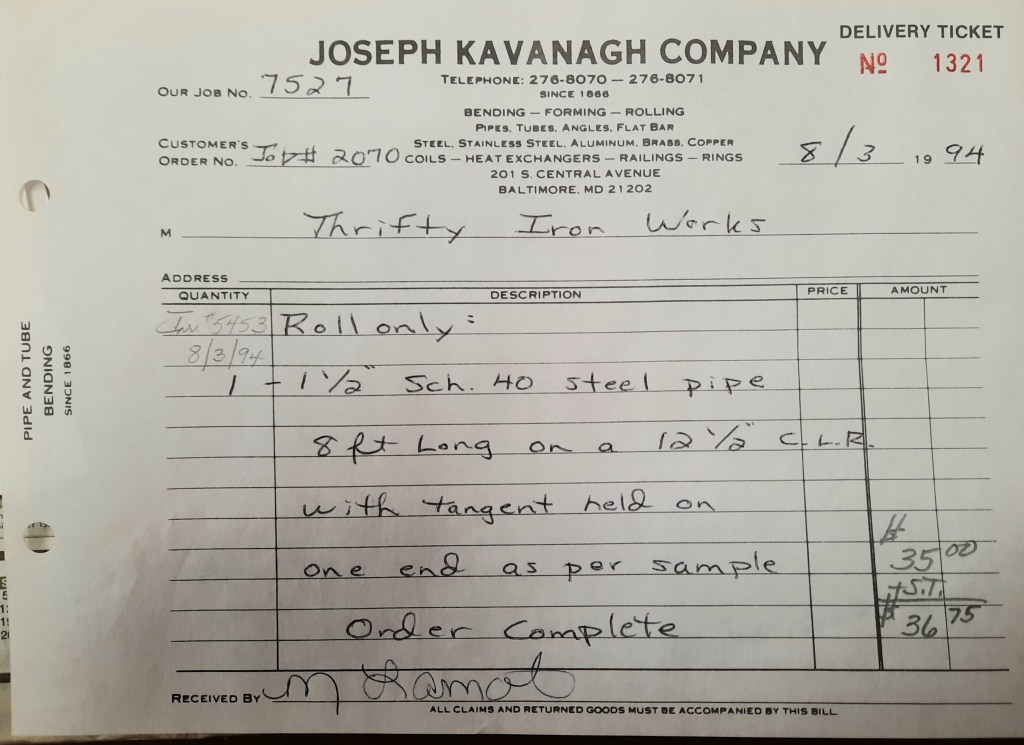 DELIVERY TICKET
JOSEPH KAVANAGH COMPANY
Nº 1321
TELEPHONE: 276-8070 — 276-8071
SINCE 1866
OUR JOB NO. 7527
BENDING — FORMING — ROLLING
PIPES, TUBES, ANGLES, FLAT BAR
STEEL, STAINLESS STEEL, ALUMINUM, BRASS, COPPER
CUSTOMER'S ORDER NO. Job# 2070
COILS — HEAT EXCHANGERS — RAILINGS — RINGS
8/3 1994
201 S. CENTRAL AVENUE
BALTIMORE, MD 21202
M Thrifty Iron Works
ADDRESS
QUANTITY DESCRIPTION PRICE AMOUNT
Inv. #5453 Roll only:
8/3/94
1 - 1 1/2" Sch. 40 steel pipe
8 ft Long on a 12 1/2" C.L.R.
with tangent held on
one end as per sample $35 00
+S.T.
Order Complete $36 75
RECEIVED BY M
ALL CLAIMS AND RETURNED GOODS MUST BE ACCOMPANIED BY THIS BILL
PIPE AND TUBE
BENDING
SINCE 1866